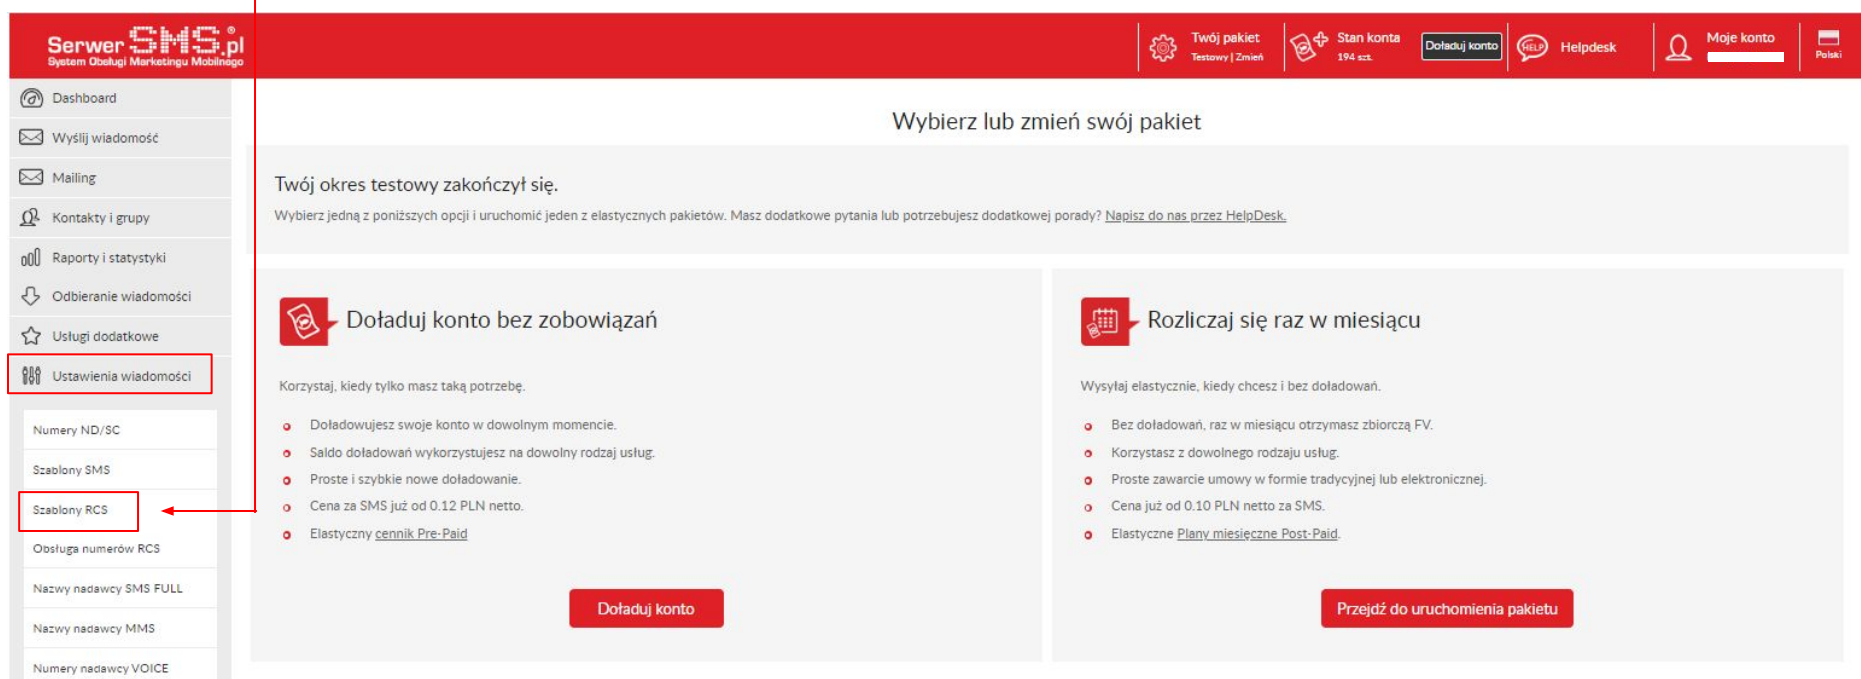 Serwer SMS.pl
System Obsługi Marketingu Mobilnego
Twój pakiet
Testowy | Zmień
Stan konta
194 szt.
Doładuj konto
HELP
Helpdesk
Moje konto
Polski
Dashboard
Wyślij wiadomość
Mailing
Kontakty i grupy
Raporty i statystyki
Odbieranie wiadomości
Usługi dodatkowe
Ustawienia wiadomości
Numery ND/SC
Szablony SMS
Szablony RCS
Obsługa numerów RCS
Nazwy nadawcy SMS FULL
Nazwy nadawcy MMS
Numery nadawcy VOICE
Wybierz lub zmień swój pakiet
Twój okres testowy zakończył się.
Wybierz jedną z poniższych opcji i uruchomić jeden z elastycznych pakietów. Masz dodatkowe pytania lub potrzebujesz dodatkowej porady? Napisz do nas przez HelpDesk.
Doładuj konto bez zobowiązań
Korzystaj, kiedy tylko masz taką potrzebę.
Doładowujesz swoje konto w dowolnym momencie.
Saldo doładowań wykorzystujesz na dowolny rodzaj usług.
Proste i szybkie nowe doładowanie.
Cena za SMS już od 0.12 PLN netto.
Elastyczny cennik Pre-Paid
Doładuj konto
Rozliczaj się raz w miesiącu
Wysyłaj elastycznie, kiedy chcesz i bez doładowań.
Bez doładowań, raz w miesiącu otrzymasz zbiorczą FV.
Korzystasz z dowolnego rodzaju usług.
Proste zawarcie umowy w formie tradycyjnej lub elektronicznej.
Cena już od 0.10 PLN netto za SMS.
Elastyczne Plany miesięczne Post-Paid.
Przejdź do uruchomienia pakietu